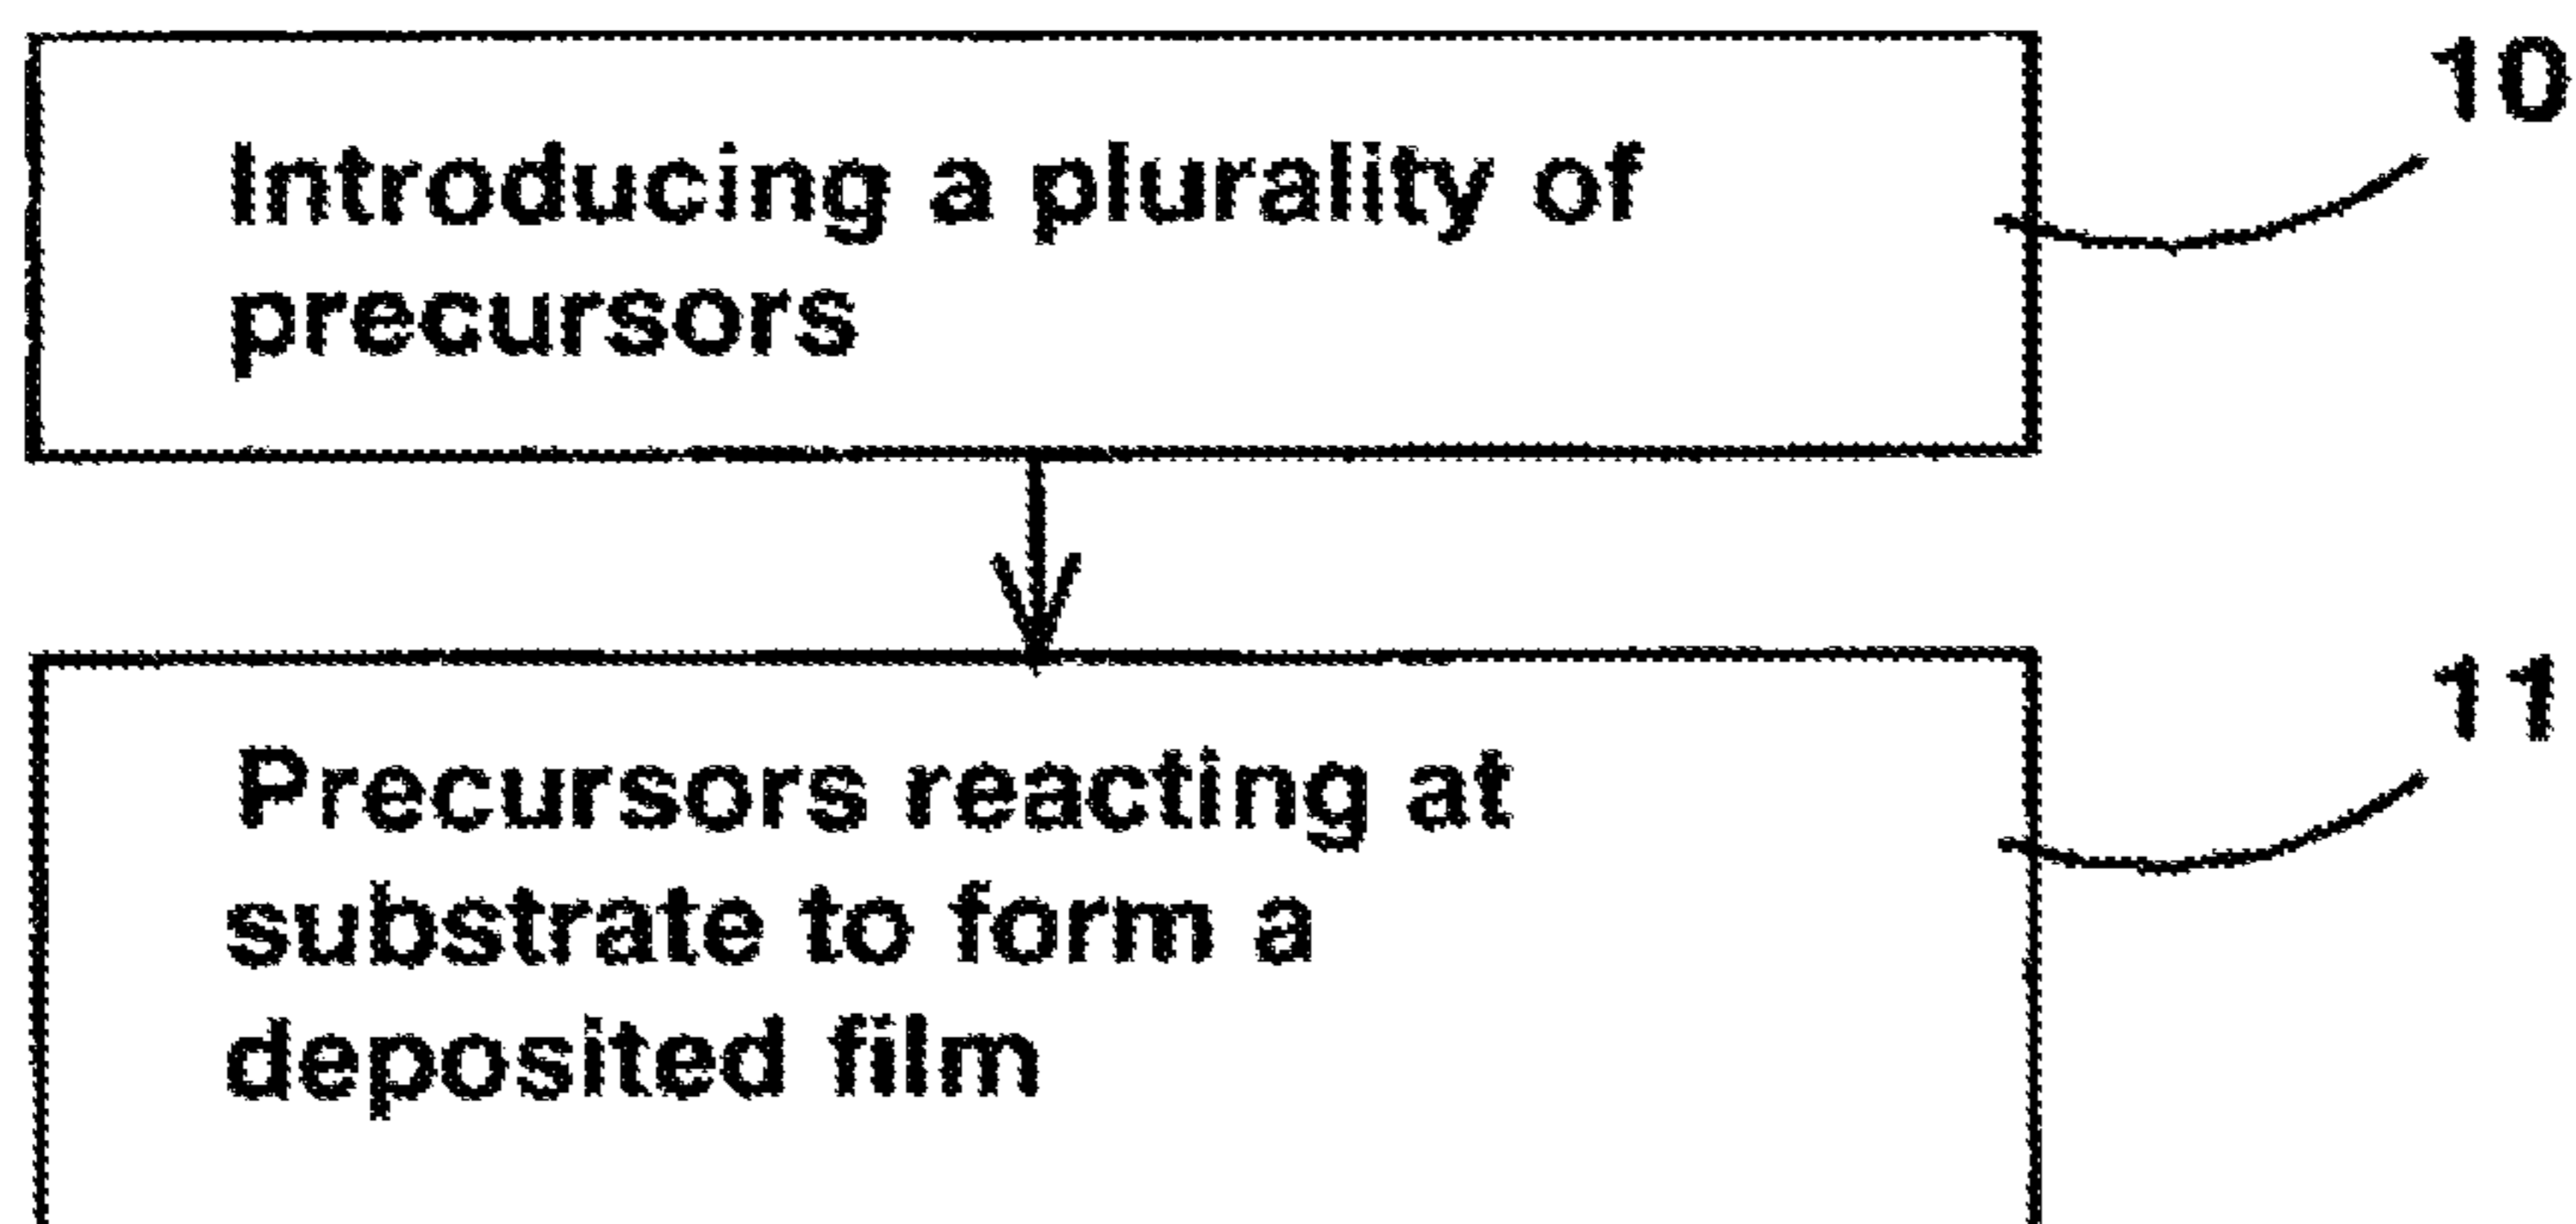 10
Introducing a plurality of
precursors
11
Precursors reacting at
substrate to form a
deposited film